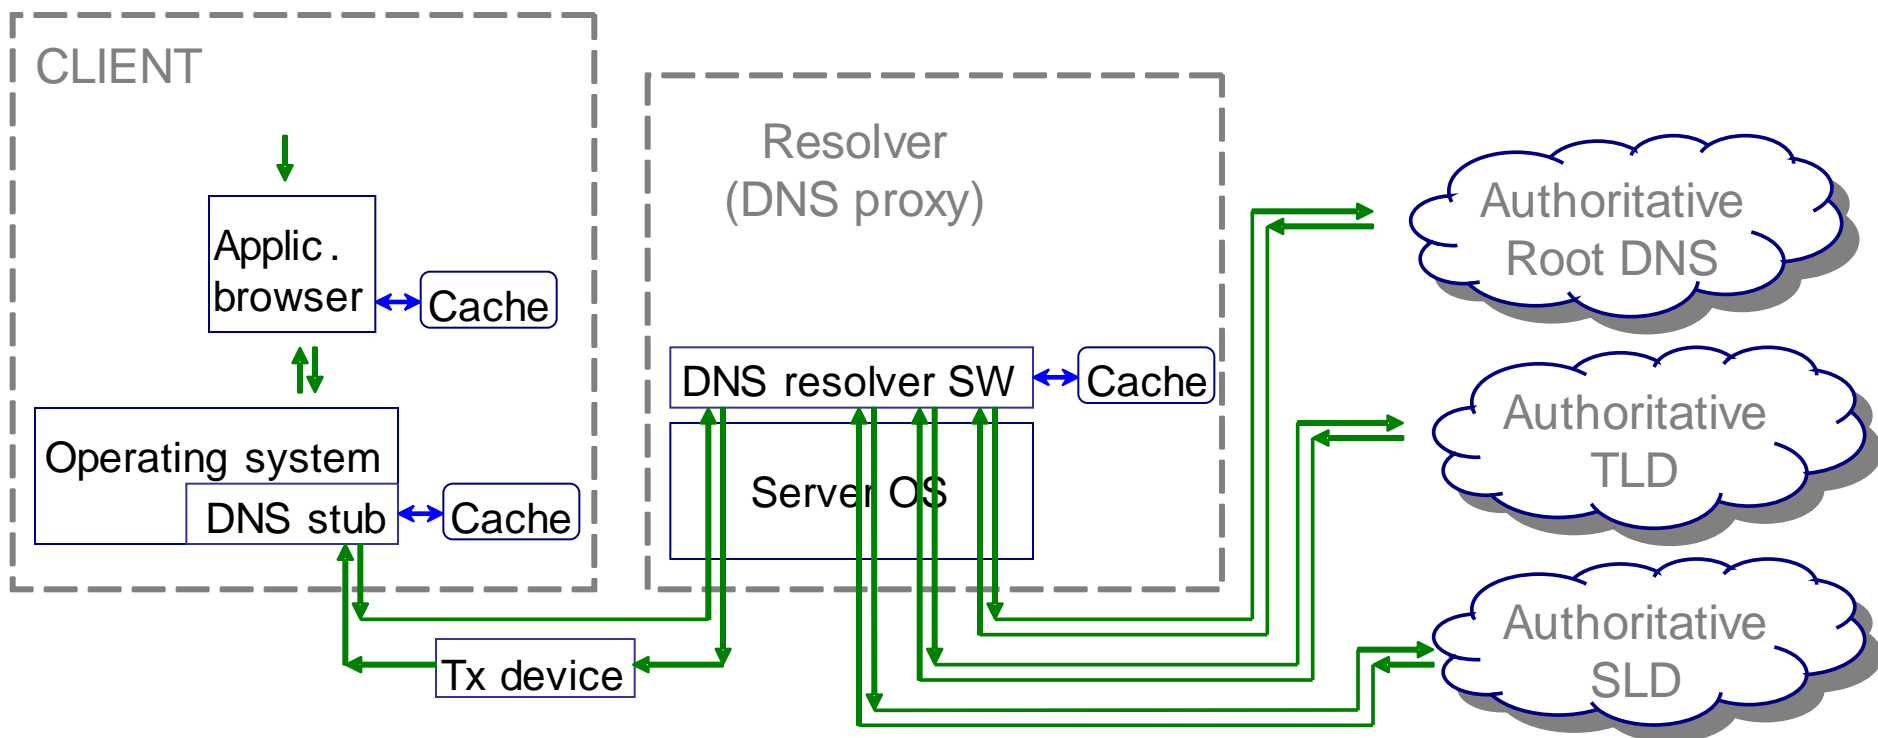 CLIENT
Applic.
browser
Cache
Operating system
DNS stub
Cache
Tx device
Resolver
(DNS proxy)
DNS resolver SW
Cache
Server OS
Authoritative
Root DNS
Authoritative
TLD
Authoritative
SLD